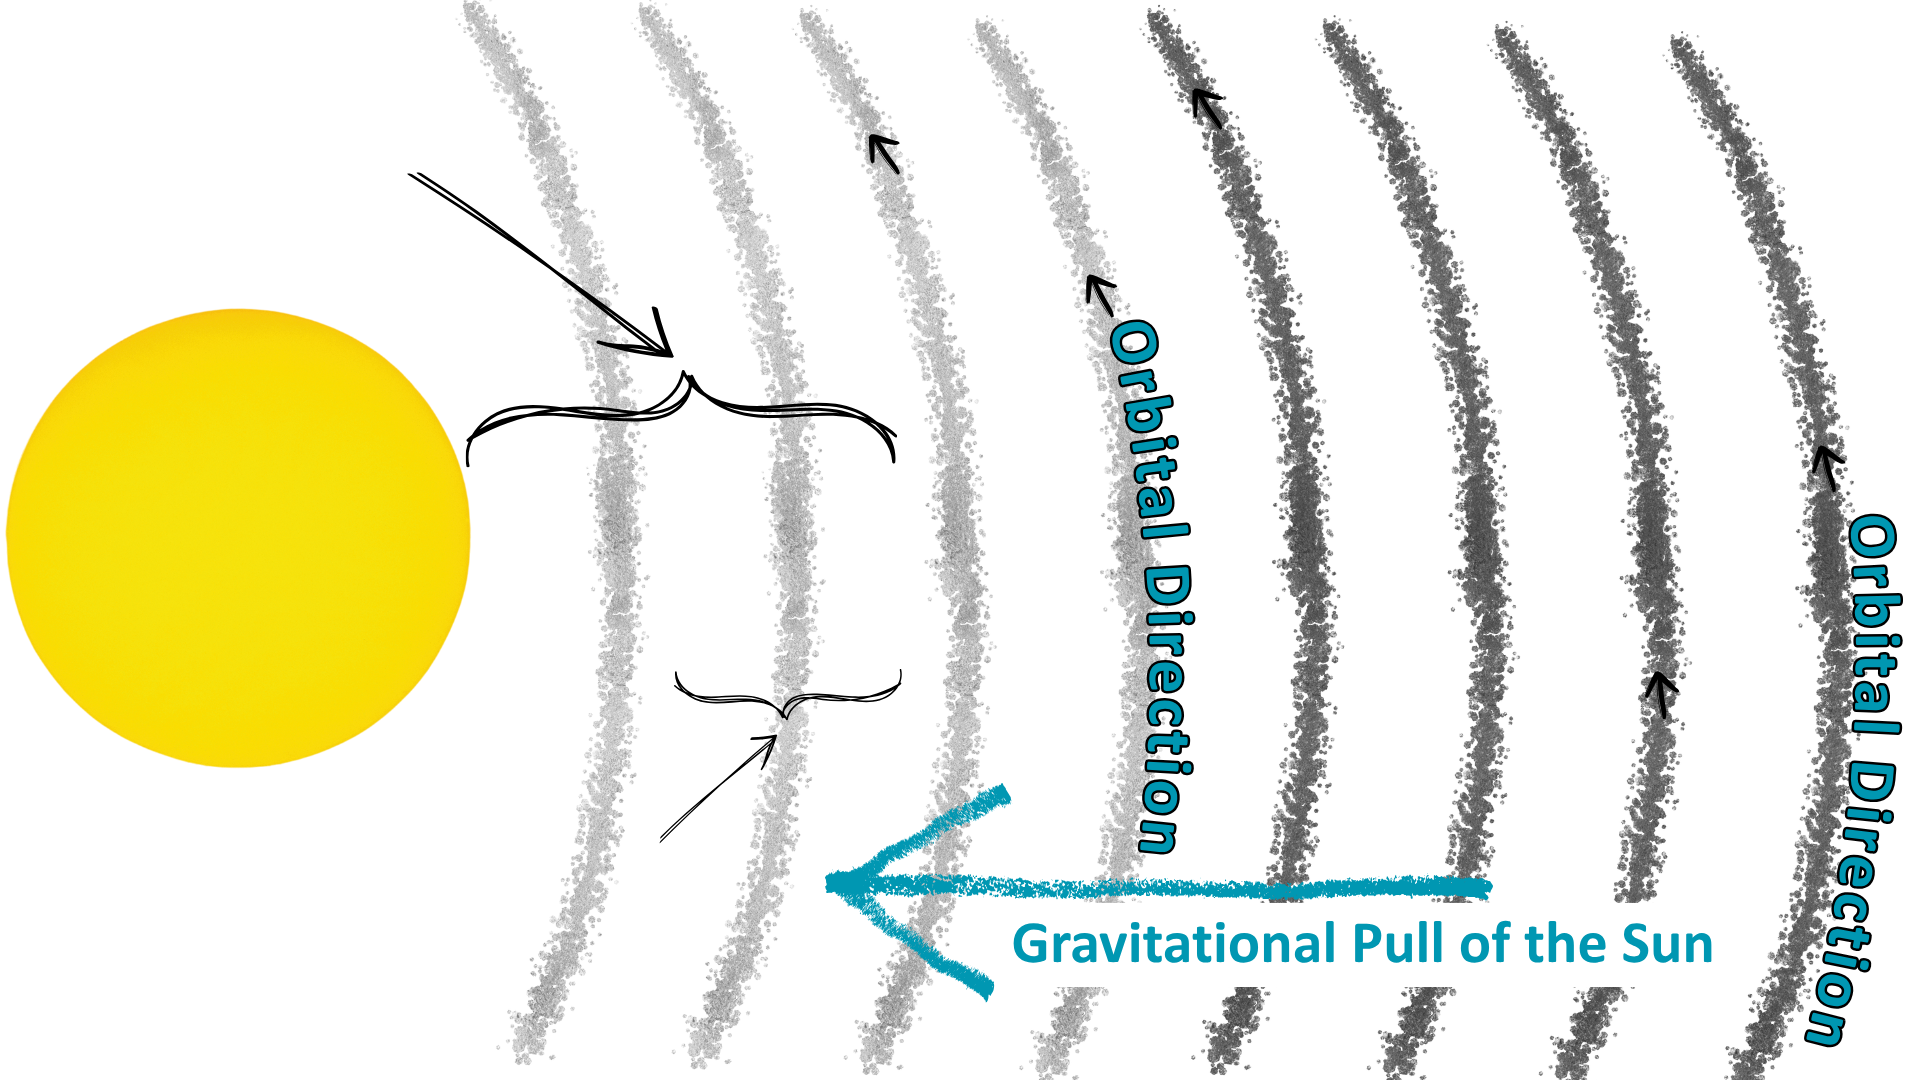 Orbital Direction
Orbital Direction
Gravitational Pull of the Sun